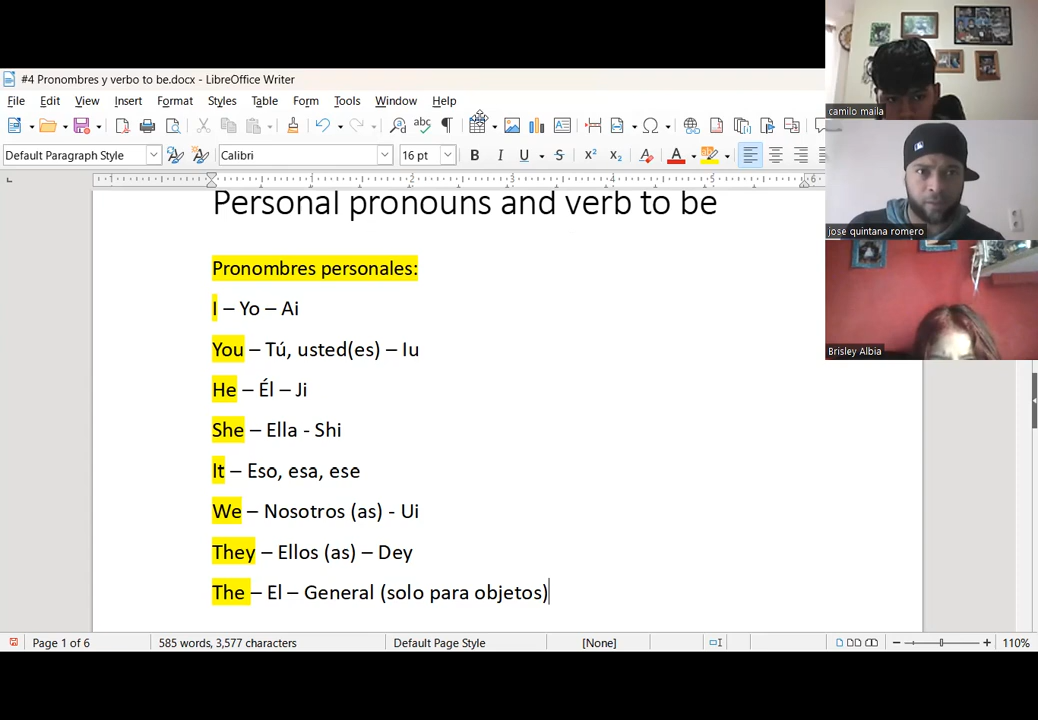 #4 Pronombres y verbo to be.docx - LibreOffice Writer
File Edit View Insert Format Styles Table Form Tools Window Help
Default Paragraph Style Calibri 16 pt
Personal pronouns and verb to be
Pronombres personales:
I – Yo – Ai
You – Tú, usted(es) – Iu
He – Él – Ji
She – Ella - Shi
It – Eso, esa, ese
We – Nosotros (as) - Ui
They – Ellos (as) – Dey
The – El – General (solo para objetos)
Page 1 of 6 585 words, 3,577 characters Default Page Style [None] 110%
camilo maila
jose quintana romero
Brisley Albia